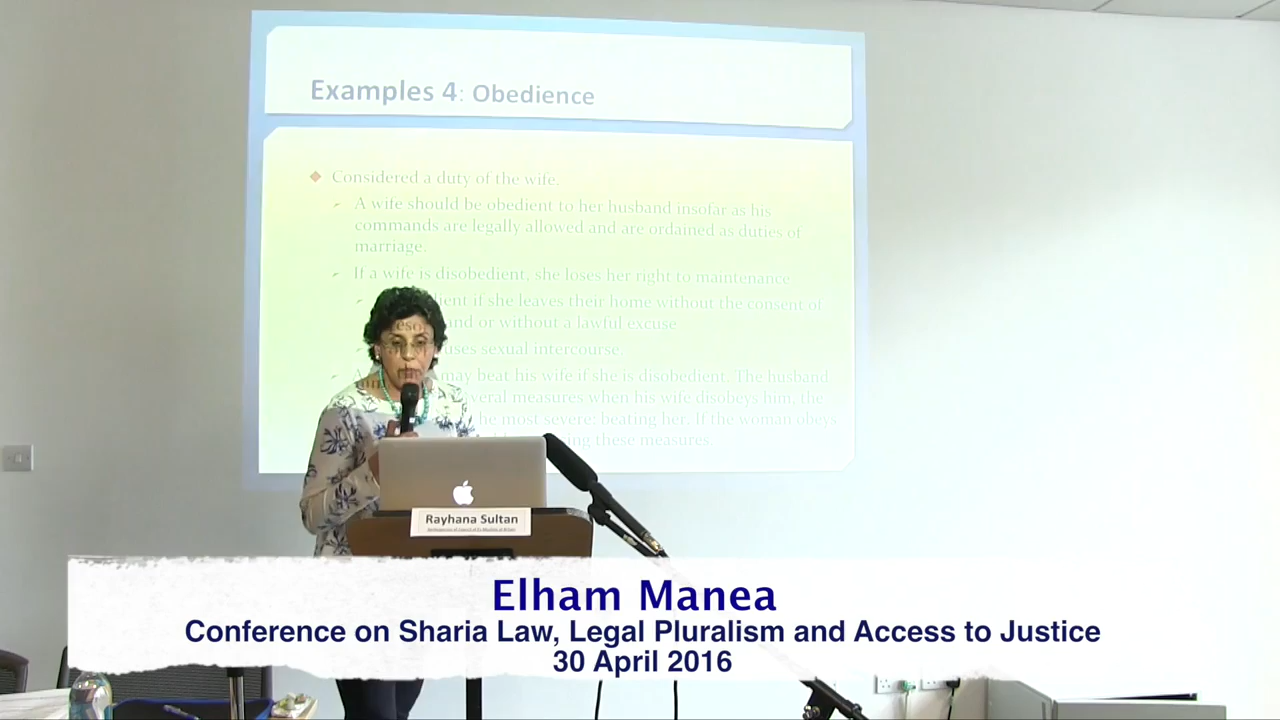 Examples 4: Obedience
Considered a duty of the wife.
A wife should be obedient to her husband insofar as his
commands are legally allowed and are ordained as duties of
marriage.
If a wife is disobedient, she loses her right to maintenance
if she leaves their home without the consent of
or without a lawful excuse
sexual intercourse.
may beat his wife if she is disobedient. The husband
measures when his wife disobeys him, the
most severe: beating her. If the woman obeys
these measures.
Rayhana Sultan
Elham Manea
Conference on Sharia Law, Legal Pluralism and Access to Justice
30 April 2016